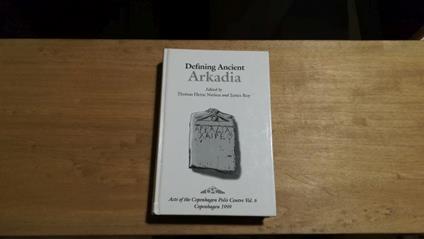 Defining Ancient
Arkadia
Edited by
Thomas Heine Nielsen and James Roy
ΧΑΙΡΕ
Acts of the Copenhagen Polis Centre Vol. 6
Copenhagen 1999